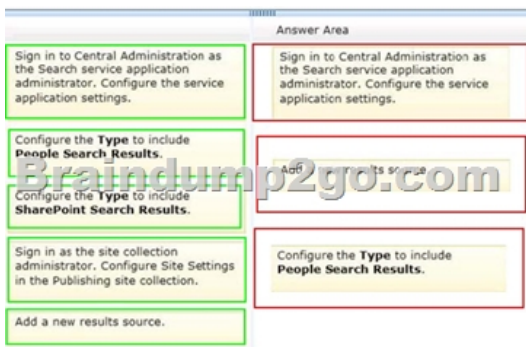 Answer Area
Sign in to Central Administration as
the Search service application
administrator. Configure the service
application settings.
Configure the Type to include
People Search Results.
Configure the Type to include
SharePoint Search Results.
Sign in as the site collection
administrator. Configure Site Settings
in the Publishing site collection.
Add a new results source.
Sign in to Central Administration as
the Search service application
administrator. Configure the service
application settings.
Add results source.
Configure the Type to include
People Search Results.
Braindump2go.com